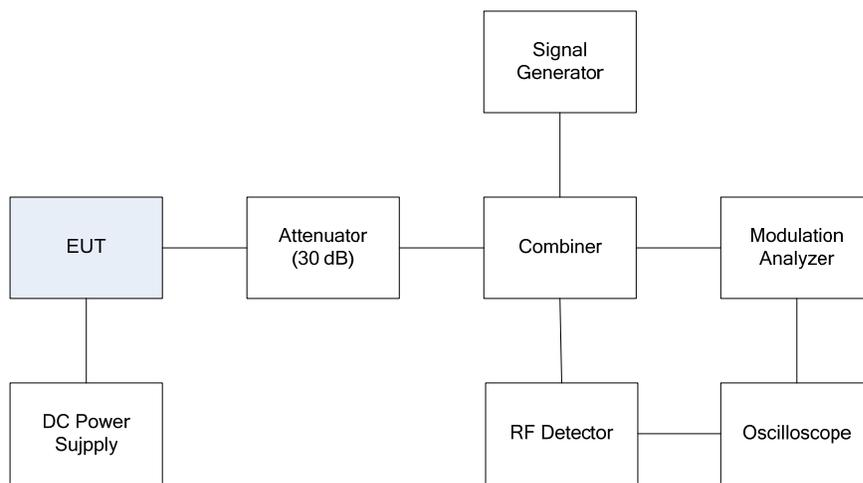 Signal
Generator
EUT
Attenuator
(30 dB)
Combiner
Modulation
Analyzer
DC Power
Sujpply
RF Detector
Oscilloscope